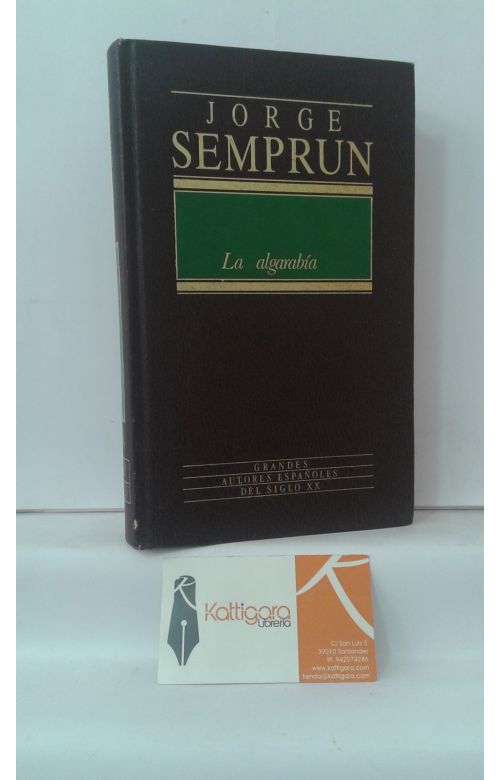 JORGE
SEMPRUN
La algarabía
GRANDES
AUTORES ESPAÑOLES
DEL SIGLO XX
Kattigara
Librería
C/ San Luis 5
39010 Santander
tfl. 942074286
www.kattigara.com
tienda@kattigara.com